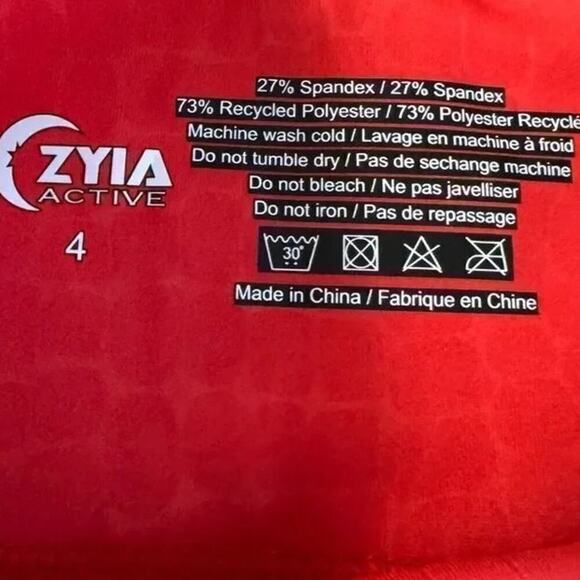 ZYIA
ACTIVE
4
27% Spandex / 27% Spandex
73% Recycled Polyester / 73% Polyester Recyclé
Machine wash cold / Lavage en machine à froid
Do not tumble dry / Pas de sechange machine
Do not bleach / Ne pas javelliser
Do not iron / Pas de repassage
30°
Made in China / Fabrique en Chine